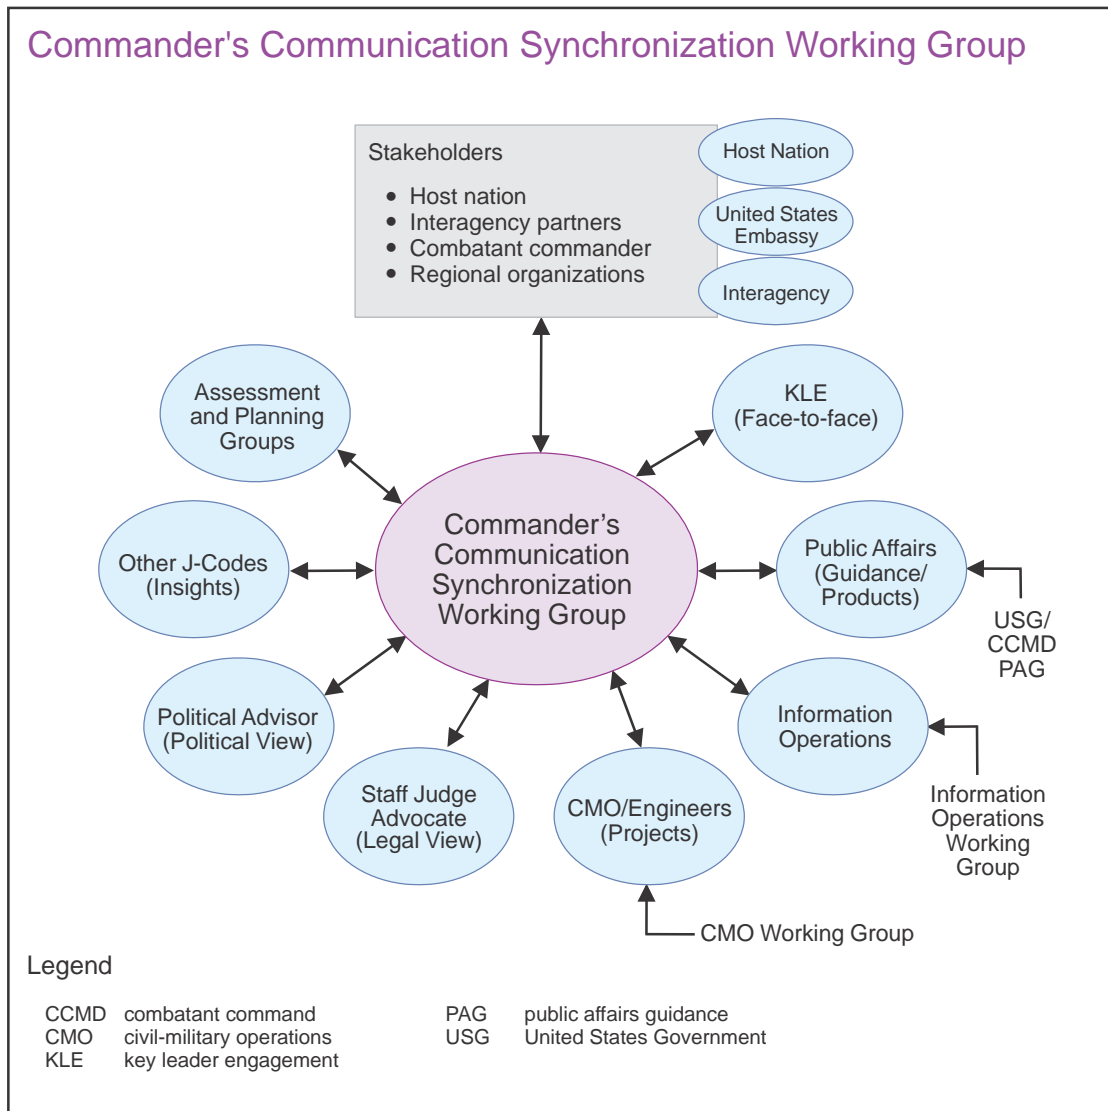 Commander's Communication Synchronization Working Group
Stakeholders
• Host nation
• Interagency partners
• Combatant commander
• Regional organizations
Host Nation
United States
Embassy
Interagency
Assessment
and Planning
Groups
KLE
(Face-to-face)
Commander’s
Communication
Synchronization
Working Group
Other J-Codes
(Insights)
Public Affairs
(Guidance/
Products)
USG/
CCMD
PAG
Political Advisor
(Political View)
Information
Operations
Staff Judge
Advocate
(Legal View)
CMO/Engineers
(Projects)
Information
Operations
Working
Group
CMO Working Group
Legend
CCMD combatant command
CMO civil-military operations
KLE key leader engagement
PAG public affairs guidance
USG United States Government